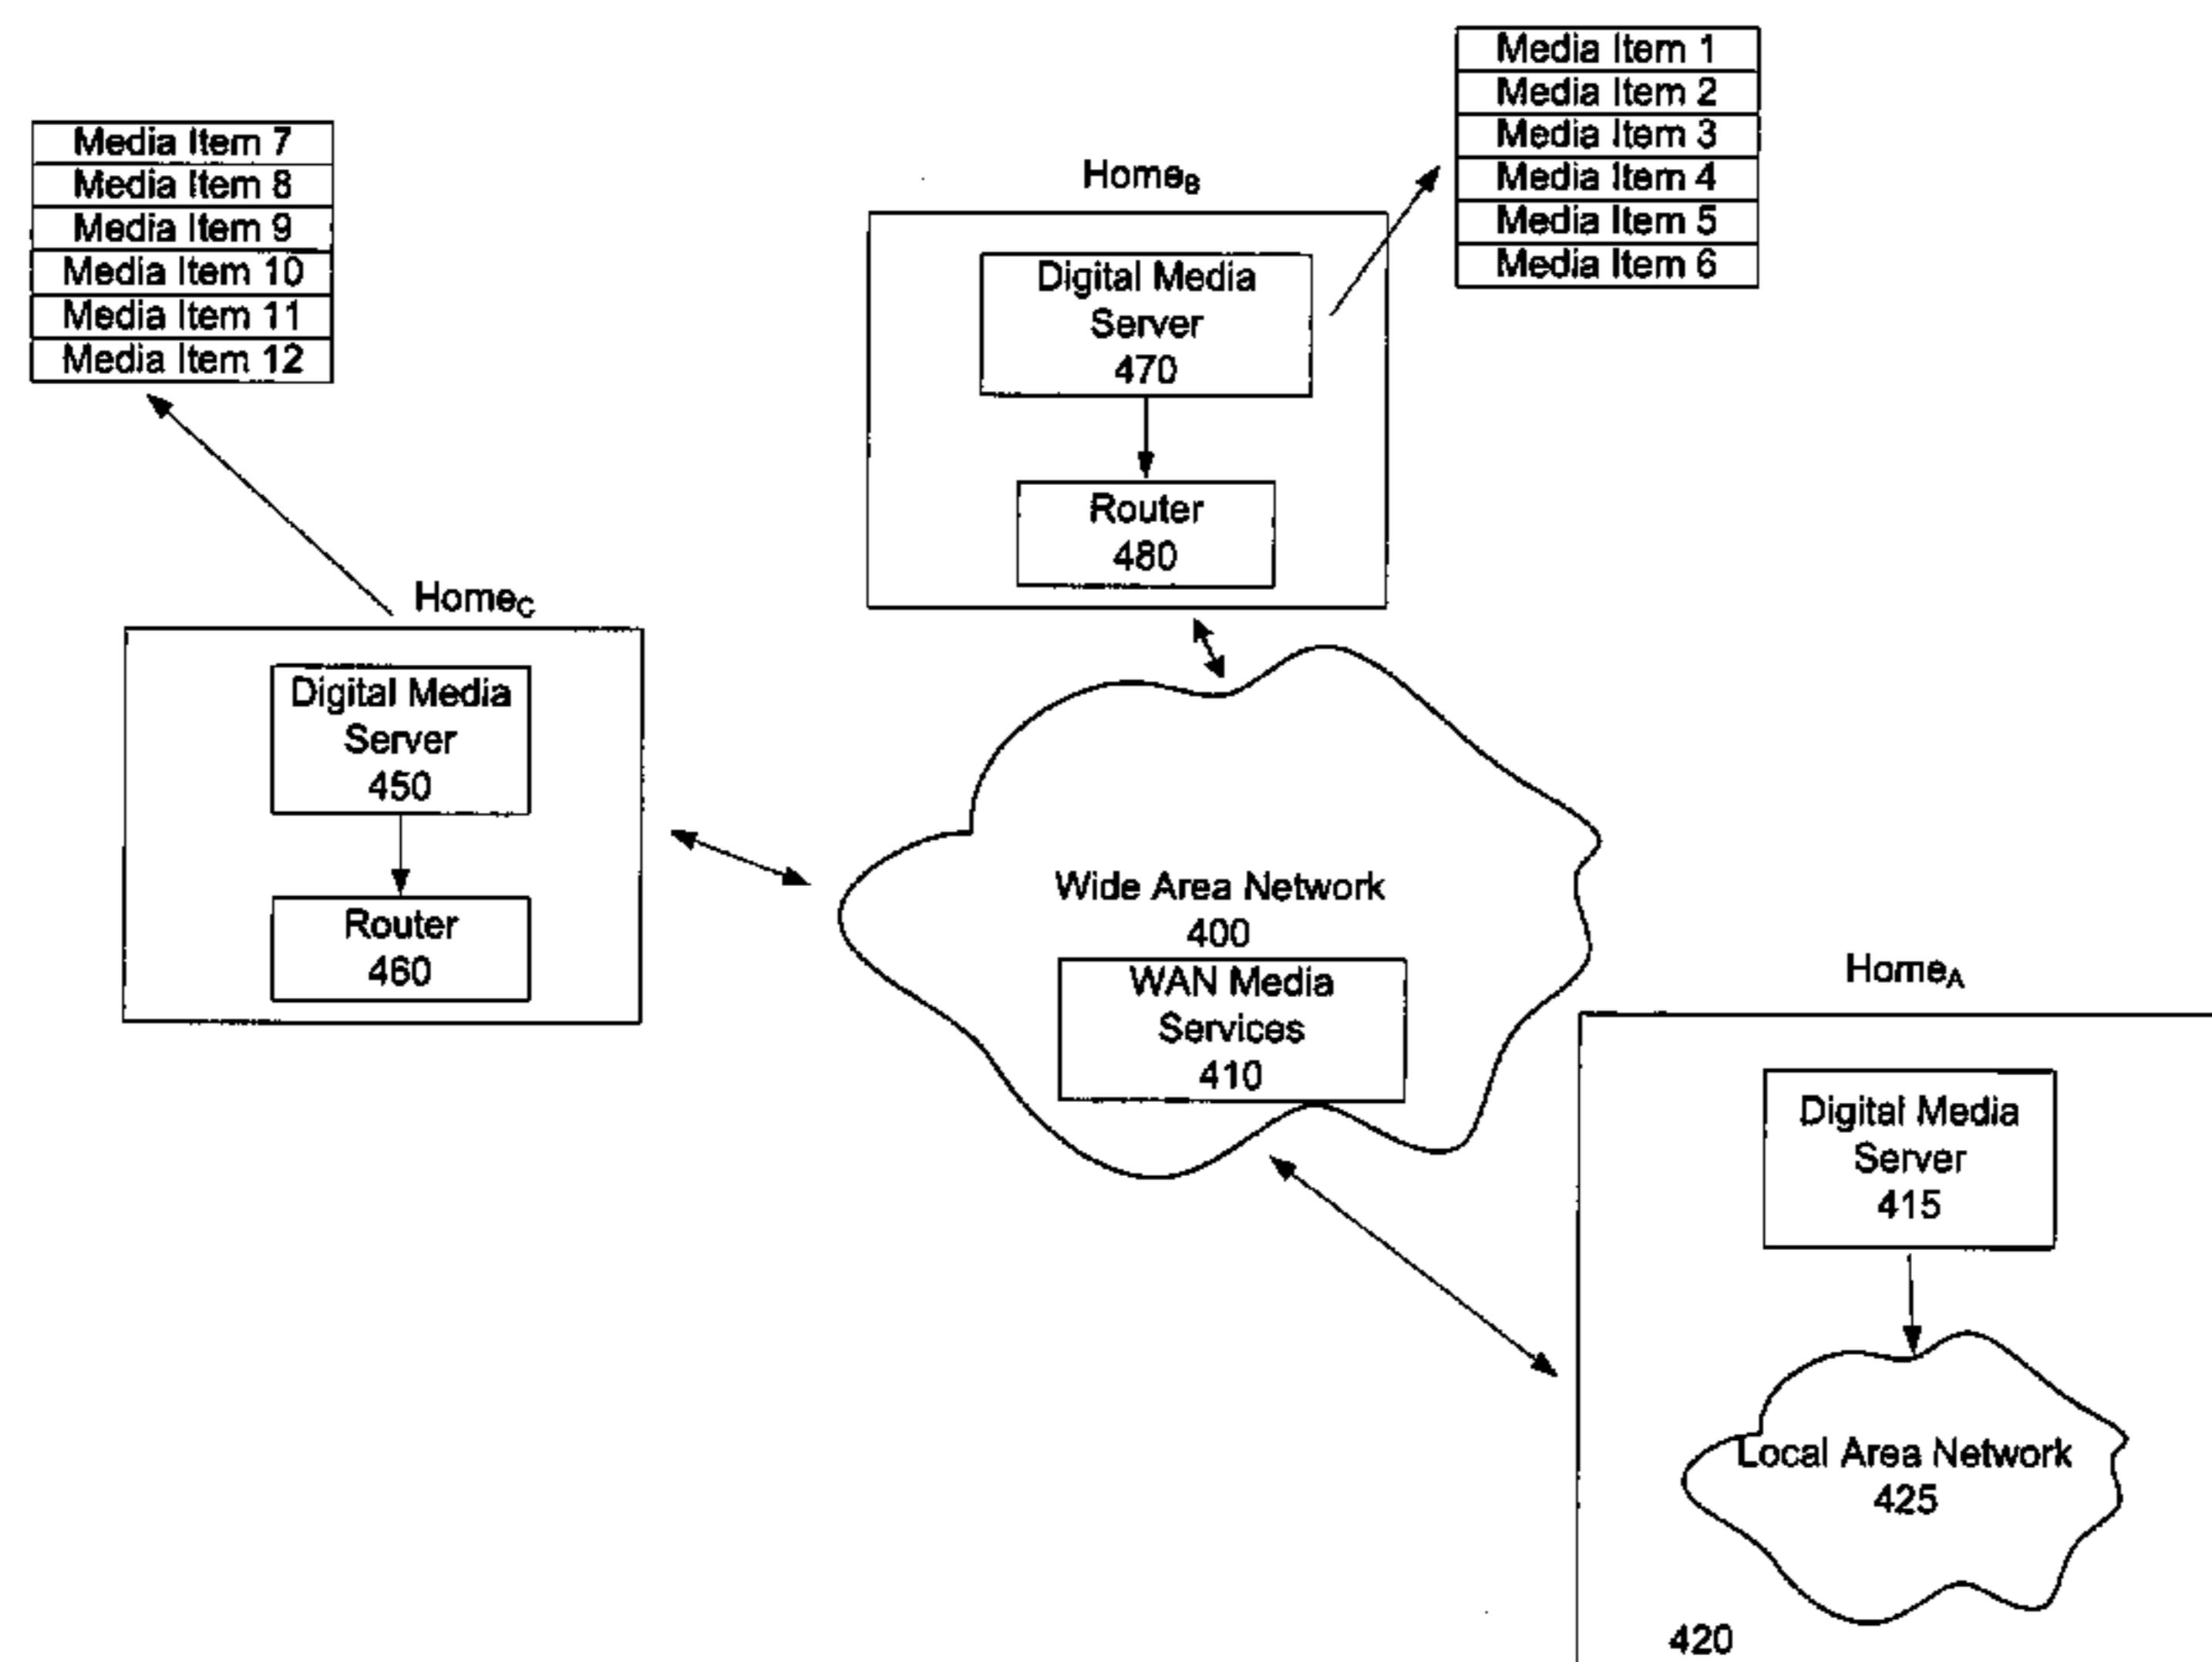 Media Item 1
Media Item 2
Media Item 3
Media Item 4
Media Item 5
Media Item 6
Media Item 7
Media Item 8
Media Item 9
Media Item 10
Media Item 11
Media Item 12
HomeB
Digital Media
Server
470
Router
480
HomeC
Digital Media
Server
450
Router
460
Wide Area Network
400
WAN Media
Services
410
HomeA
Digital Media
Server
415
Local Area Network
425
420